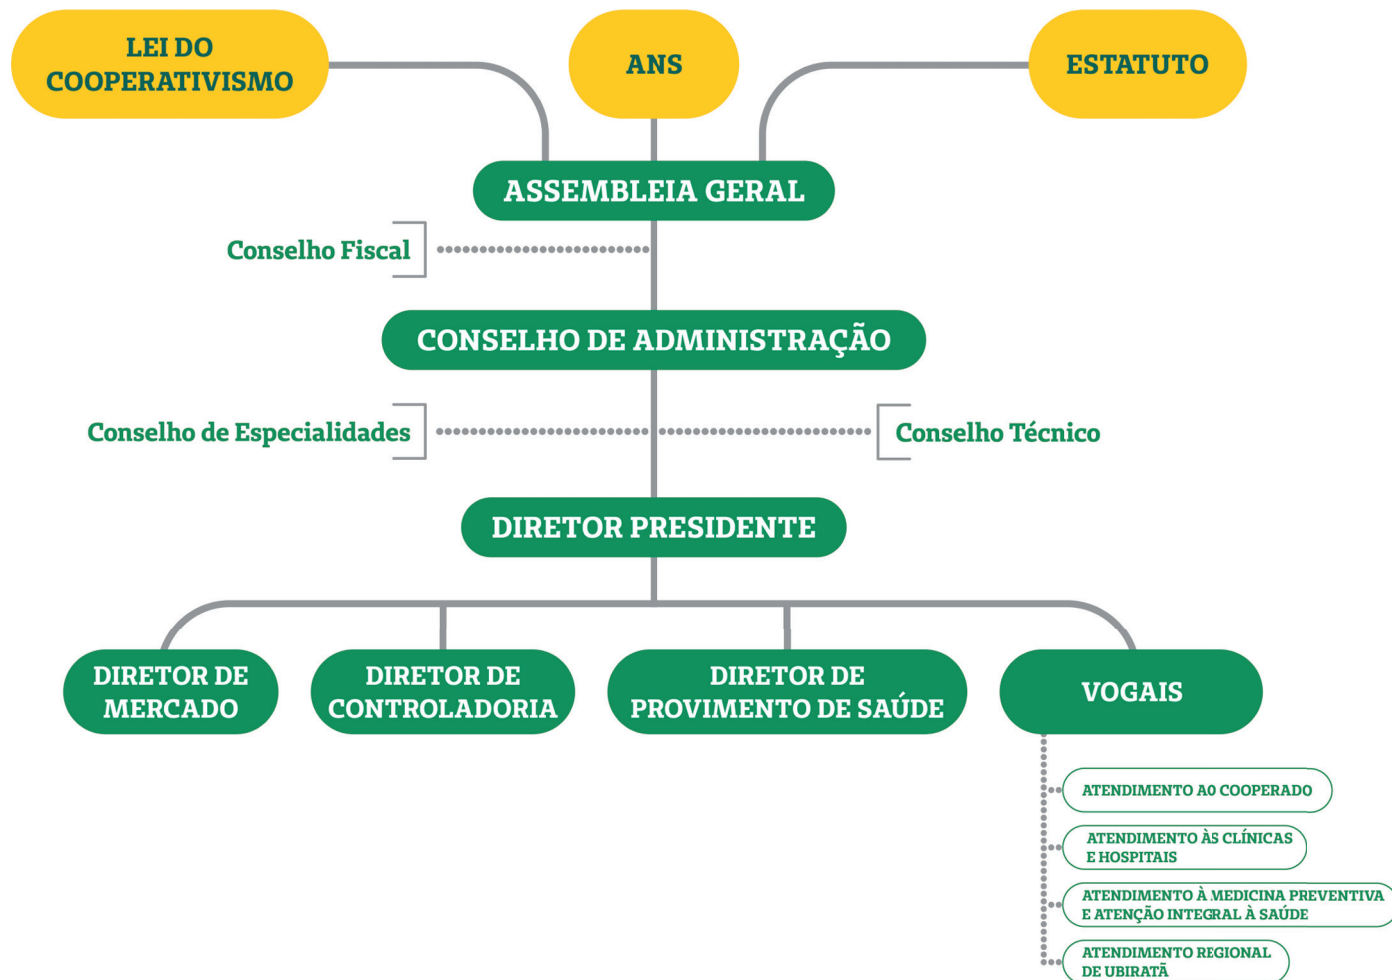 LEI DO
COOPERATIVISMO
ANS
ESTATUTO
ASSEMBLEIA GERAL
Conselho Fiscal
CONSELHO DE ADMINISTRAÇÃO
Conselho de Especialidades
Conselho Técnico
DIRETOR PRESIDENTE
DIRETOR DE
MERCADO
DIRETOR DE
CONTROLADORIA
DIRETOR DE
PROVIMENTO DE SAÚDE
VOGAIS
ATENDIMENTO AO COOPERADO
ATENDIMENTO ÀS CLÍNICAS
E HOSPITAIS
ATENDIMENTO À MEDICINA PREVENTIVA
E ATENÇÃO INTEGRAL À SAÚDE
ATENDIMENTO REGIONAL
DE UBIRATÃ